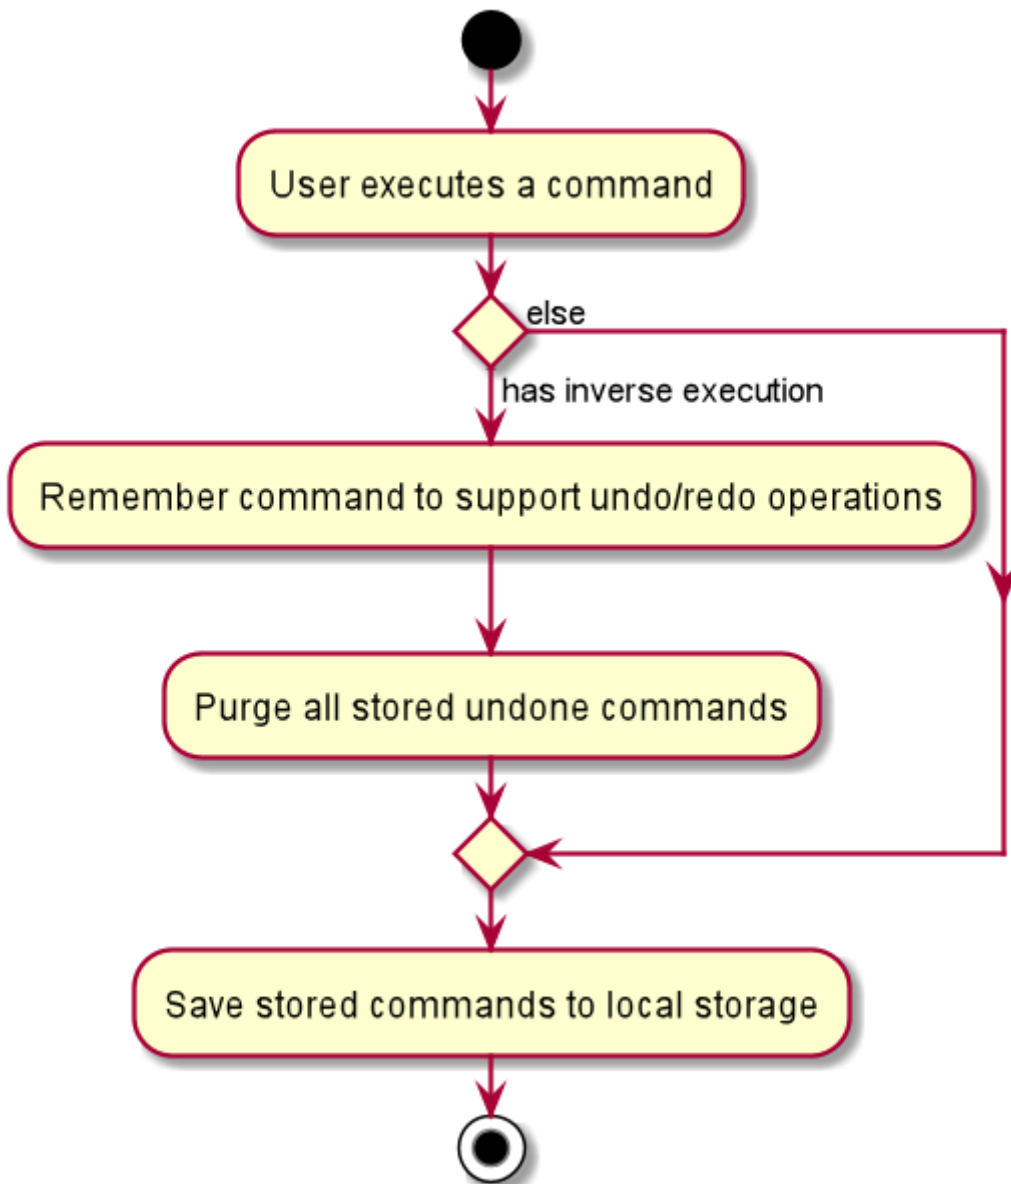 User executes a command
else
has inverse execution
Remember command to support undo/redo operations
Purge all stored undone commands
Save stored commands to local storage